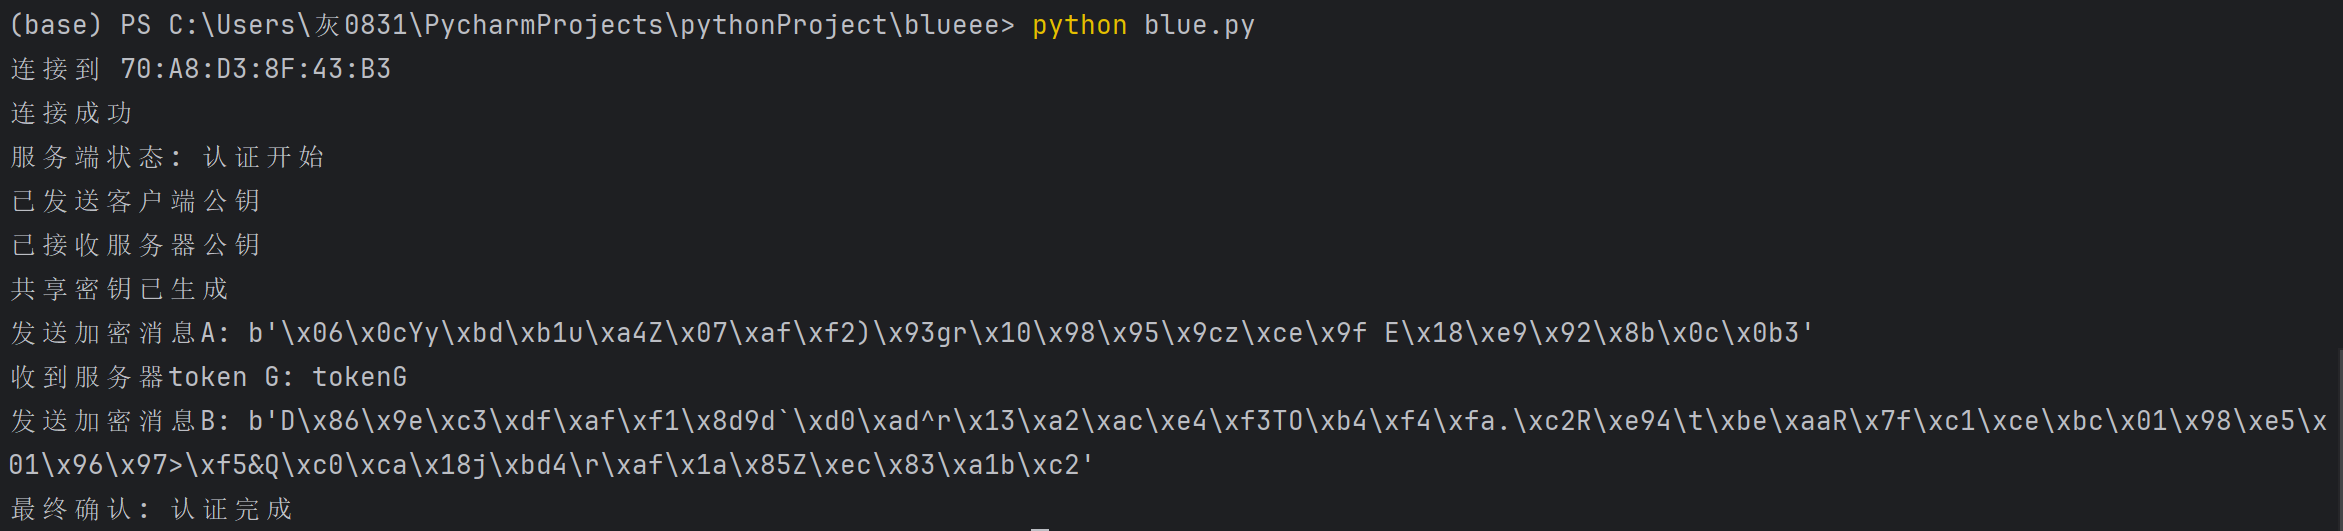 (base) PS C:\Users\灰0831\PycharmProjects\pythonProject\blueee> python blue.py
连接到 70:A8:D3:8F:43:B3
连接成功
服务端状态: 认证开始
已发送客户端公钥
已接收服务器公钥
共享密钥已生成
发送加密消息A: b'\x06\x0cYy\xbd\xb1u\xa4Z\x07\xaf\xf2)\x93gr\x10\x98\x95\x9cz\xce\x9f E\x18\xe9\x92\x8b\x0c\x0b3'
收到服务器token G: tokenG
发送加密消息B: b'D\x86\x9e\xc3\xdf\xaf\xf1\x8d9d`\xd0\xad^r\x13\xa2\xac\xe4\xf3TO\xb4\xf4\xfa.\xc2R\xe94\t\xbe\xaaR\x7f\xc1\xce\xbc\x01\x98\xe5\x
01\x96\x97>\xf5&Q\xc0\xca\x18j\xbd4\r\xaf\x1a\x85Z\xec\x83\xa1b\xc2'
最终确认: 认证完成